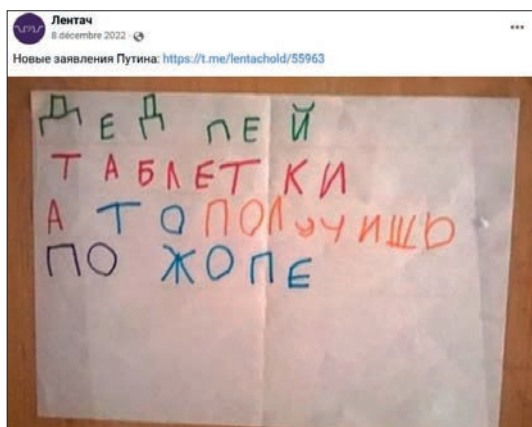 Лентач
8 décembre 2022 ·
Новые заявления Путина: https://t.me/lentachold/55963
ДЕД ПЕЙ
ТАБЛЕТКИ
А ТО ПОЛУЧИШЬ
ПО ЖОПЕ